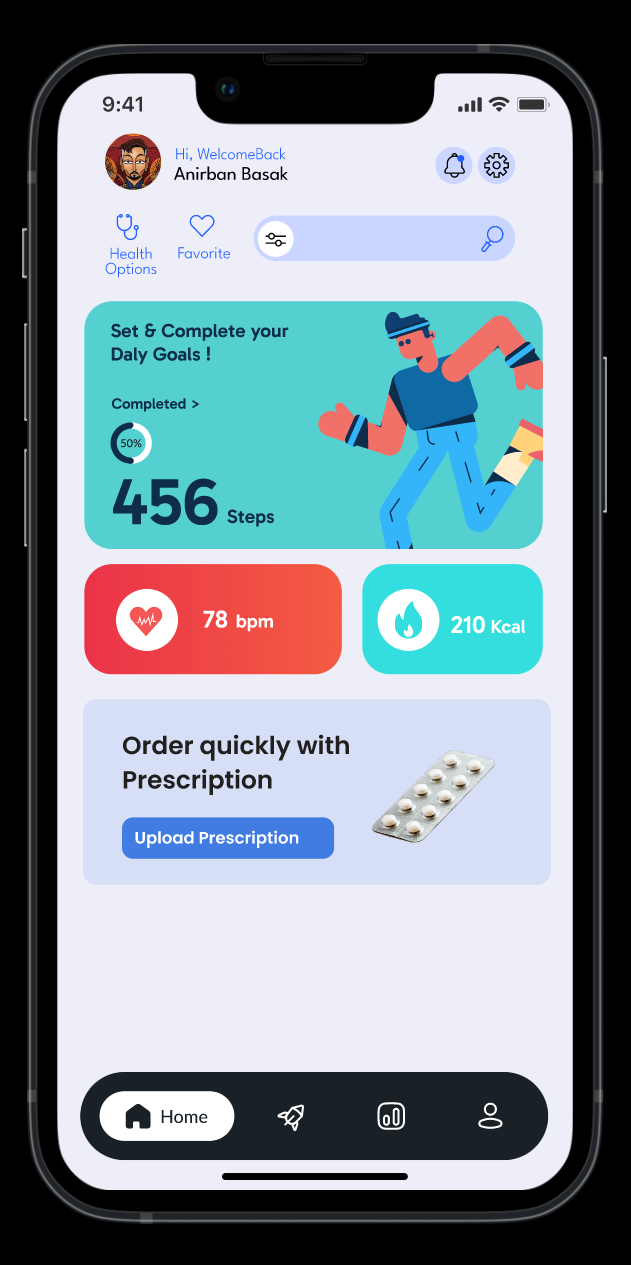 9:41
Hi, WelcomeBack
Anirban Basak
Health
Options
Favorite
Set & Complete your
Daly Goals !
Completed >
50%
456 Steps
78 bpm
210 Kcal
Order quickly with
Prescription
Upload Prescription
Home